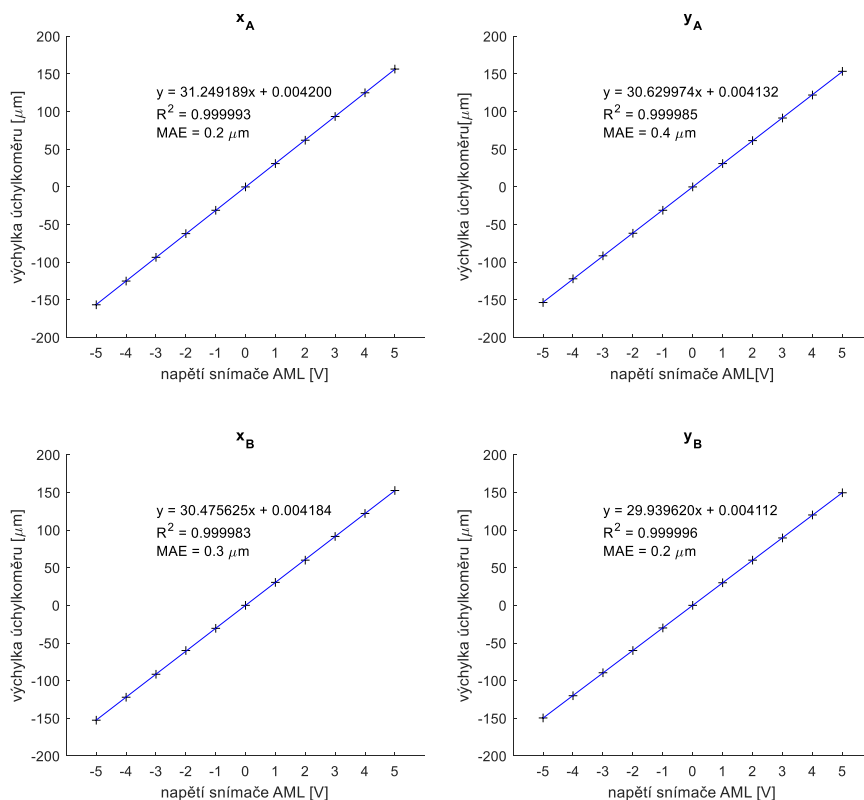 x_A
200
150
100
50
0
-50
-100
-150
-200
výchylka úchylkoměru [μm]
y = 31.249189x + 0.004200
R² = 0.999993
MAE = 0.2 μm
-5 -4 -3 -2 -1 0 1 2 3 4 5
napětí snímače AML [V]
y_A
200
150
100
50
0
-50
-100
-150
-200
výchylka úchylkoměru[μm]
y = 30.629974x + 0.004132
R² = 0.999985
MAE = 0.4 μm
-5 -4 -3 -2 -1 0 1 2 3 4 5
napětí snímače AML[V]
x_B
200
150
100
50
0
-50
-100
-150
-200
výchylka úchylkoměru [μm]
y = 30.475625x + 0.004184
R² = 0.999983
MAE = 0.3 μm
-5 -4 -3 -2 -1 0 1 2 3 4 5
napětí snímače AML [V]
y_B
200
150
100
50
0
-50
-100
-150
-200
výchylka úchylkoměru [μm]
y = 29.939620x + 0.004112
R² = 0.999996
MAE = 0.2 μm
-5 -4 -3 -2 -1 0 1 2 3 4 5
napětí snímače AML [V]